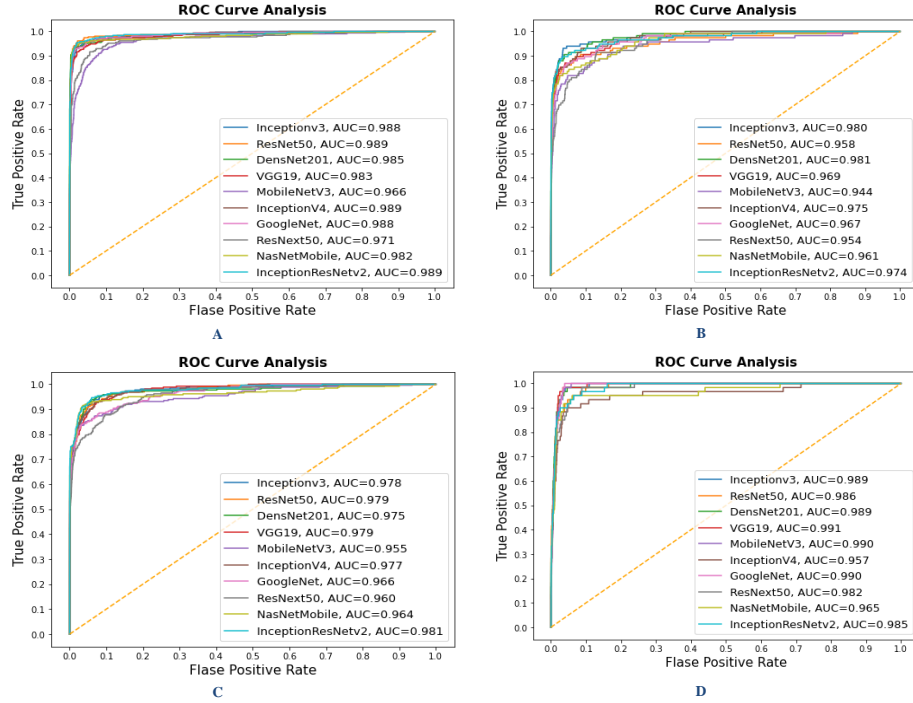 ROC Curve Analysis
True Positive Rate
1.0
0.9
0.8
0.7
0.6
0.5
0.4
0.3
0.2
0.1
0.0
Inceptionv3, AUC=0.988
ResNet50, AUC=0.989
DensNet201, AUC=0.985
VGG19, AUC=0.983
MobileNetV3, AUC=0.966
InceptionV4, AUC=0.989
GoogleNet, AUC=0.988
ResNext50, AUC=0.971
NasNetMobile, AUC=0.982
InceptionResNetv2, AUC=0.989
0.0 0.1 0.2 0.3 0.4 0.5 0.6 0.7 0.8 0.9 1.0
Flase Positive Rate
A
ROC Curve Analysis
True Positive Rate
1.0
0.9
0.8
0.7
0.6
0.5
0.4
0.3
0.2
0.1
0.0
Inceptionv3, AUC=0.980
ResNet50, AUC=0.958
DensNet201, AUC=0.981
VGG19, AUC=0.969
MobileNetV3, AUC=0.944
InceptionV4, AUC=0.975
GoogleNet, AUC=0.967
ResNext50, AUC=0.954
NasNetMobile, AUC=0.961
InceptionResNetv2, AUC=0.974
0.0 0.1 0.2 0.3 0.4 0.5 0.6 0.7 0.8 0.9 1.0
Flase Positive Rate
B
ROC Curve Analysis
True Positive Rate
1.0
0.9
0.8
0.7
0.6
0.5
0.4
0.3
0.2
0.1
0.0
Inceptionv3, AUC=0.978
ResNet50, AUC=0.979
DensNet201, AUC=0.975
VGG19, AUC=0.979
MobileNetV3, AUC=0.955
InceptionV4, AUC=0.977
GoogleNet, AUC=0.966
ResNext50, AUC=0.960
NasNetMobile, AUC=0.964
InceptionResNetv2, AUC=0.981
0.0 0.1 0.2 0.3 0.4 0.5 0.6 0.7 0.8 0.9 1.0
Flase Positive Rate
C
ROC Curve Analysis
True Positive Rate
1.0
0.9
0.8
0.7
0.6
0.5
0.4
0.3
0.2
0.1
0.0
Inceptionv3, AUC=0.989
ResNet50, AUC=0.986
DensNet201, AUC=0.989
VGG19, AUC=0.991
MobileNetV3, AUC=0.990
InceptionV4, AUC=0.957
GoogleNet, AUC=0.990
ResNext50, AUC=0.982
NasNetMobile, AUC=0.965
InceptionResNetv2, AUC=0.985
0.0 0.1 0.2 0.3 0.4 0.5 0.6 0.7 0.8 0.9 1.0
Flase Positive Rate
D